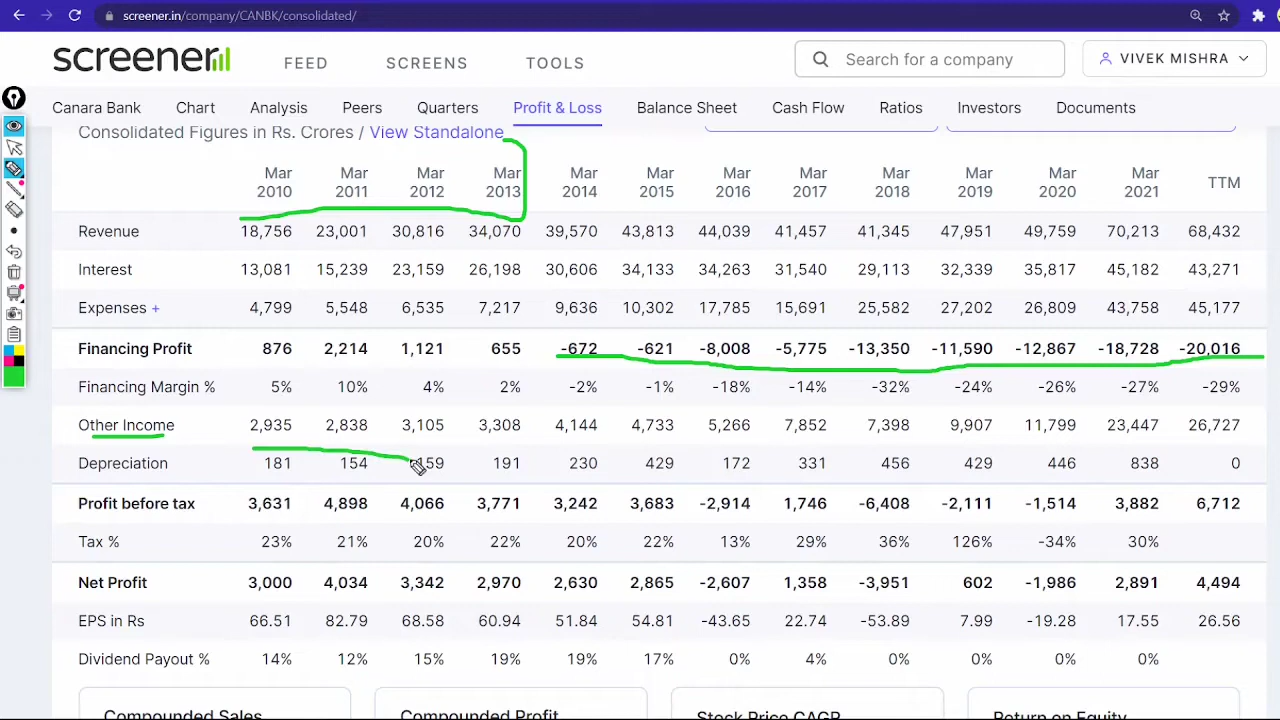 screener.in/company/CANBK/consolidated/
screener FEED SCREENS TOOLS Search for a company VIVEK MISHRA
Canara Bank Chart Analysis Peers Quarters Profit & Loss Balance Sheet Cash Flow Ratios Investors Documents
Consolidated Figures in Rs. Crores / View Standalone
Mar 2010 Mar 2011 Mar 2012 Mar 2013 Mar 2014 Mar 2015 Mar 2016 Mar 2017 Mar 2018 Mar 2019 Mar 2020 Mar 2021 TTM
Revenue 18,756 23,001 30,816 34,070 39,570 43,813 44,039 41,457 41,345 47,951 49,759 70,213 68,432
Interest 13,081 15,239 23,159 26,198 30,606 34,133 34,263 31,540 29,113 32,339 35,817 45,182 43,271
Expenses + 4,799 5,548 6,535 7,217 9,636 10,302 17,785 15,691 25,582 27,202 26,809 43,758 45,177
Financing Profit 876 2,214 1,121 655 -672 -621 -8,008 -5,775 -13,350 -11,590 -12,867 -18,728 -20,016
Financing Margin % 5% 10% 4% 2% -2% -1% -18% -14% -32% -24% -26% -27% -29%
Other Income 2,935 2,838 3,105 3,308 4,144 4,733 5,266 7,852 7,398 9,907 11,799 23,447 26,727
Depreciation 181 154 159 191 230 429 172 331 456 429 446 838 0
Profit before tax 3,631 4,898 4,066 3,771 3,242 3,683 -2,914 1,746 -6,408 -2,111 -1,514 3,882 6,712
Tax % 23% 21% 20% 22% 20% 22% 13% 29% 36% 126% -34% 30%
Net Profit 3,000 4,034 3,342 2,970 2,630 2,865 -2,607 1,358 -3,951 602 -1,986 2,891 4,494
EPS in Rs 66.51 82.79 68.58 60.94 51.84 54.81 -43.65 22.74 -53.89 7.99 -19.28 17.55 26.56
Dividend Payout % 14% 12% 15% 19% 19% 17% 0% 4% 0% 0% 0% 0%
Compounded Sales Compounded Profit Stock Price CAGR Return on Equity